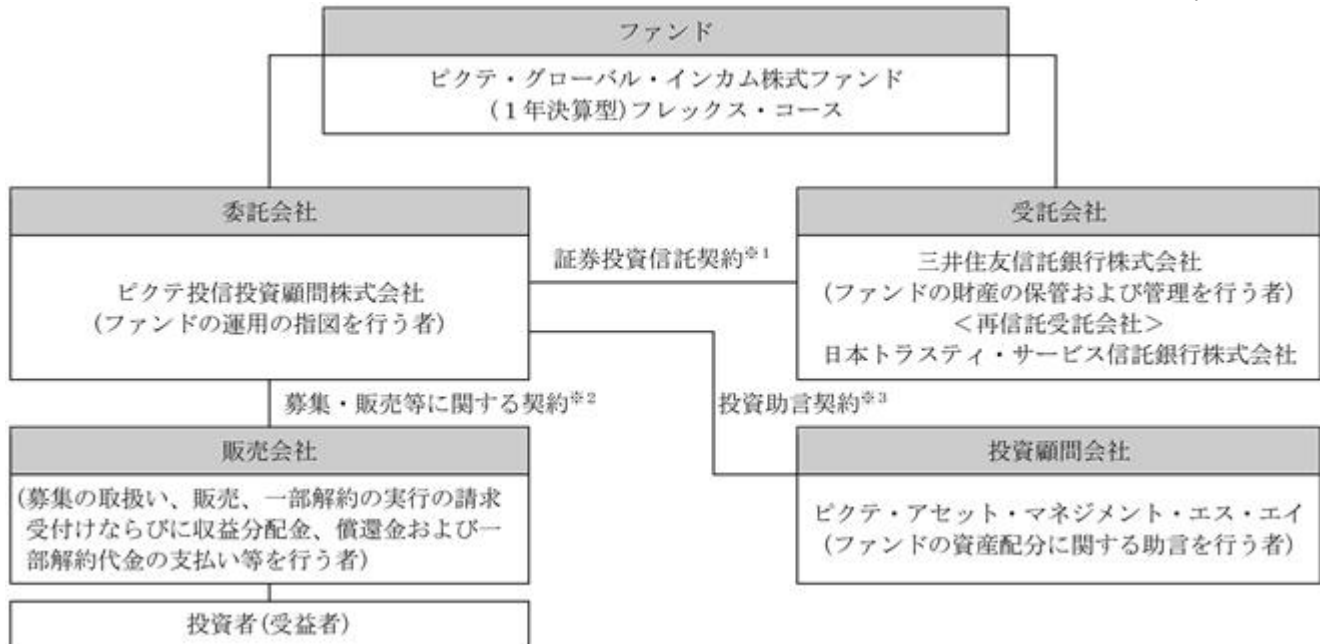 ファンド
ピクテ・グローバル・インカム株式ファンド
(1年決算型)フレックス・コース
委託会社
ピクテ投信投資顧問株式会社
(ファンドの運用の指図を行う者)
証券投資信託契約※1
受託会社
三井住友信託銀行株式会社
(ファンドの財産の保管および管理を行う者)
<再信託受託会社>
日本トラスティ・サービス信託銀行株式会社
募集・販売等に関する契約※2
投資助言契約※3
販売会社
(募集の取扱い、販売、一部解約の実行の請求
受付けならびに収益分配金、償還金および一
部解約代金の支払い等を行う者)
投資顧問会社
ピクテ・アセット・マネジメント・エス・エイ
(ファンドの資産配分に関する助言を行う者)
投資者(受益者)